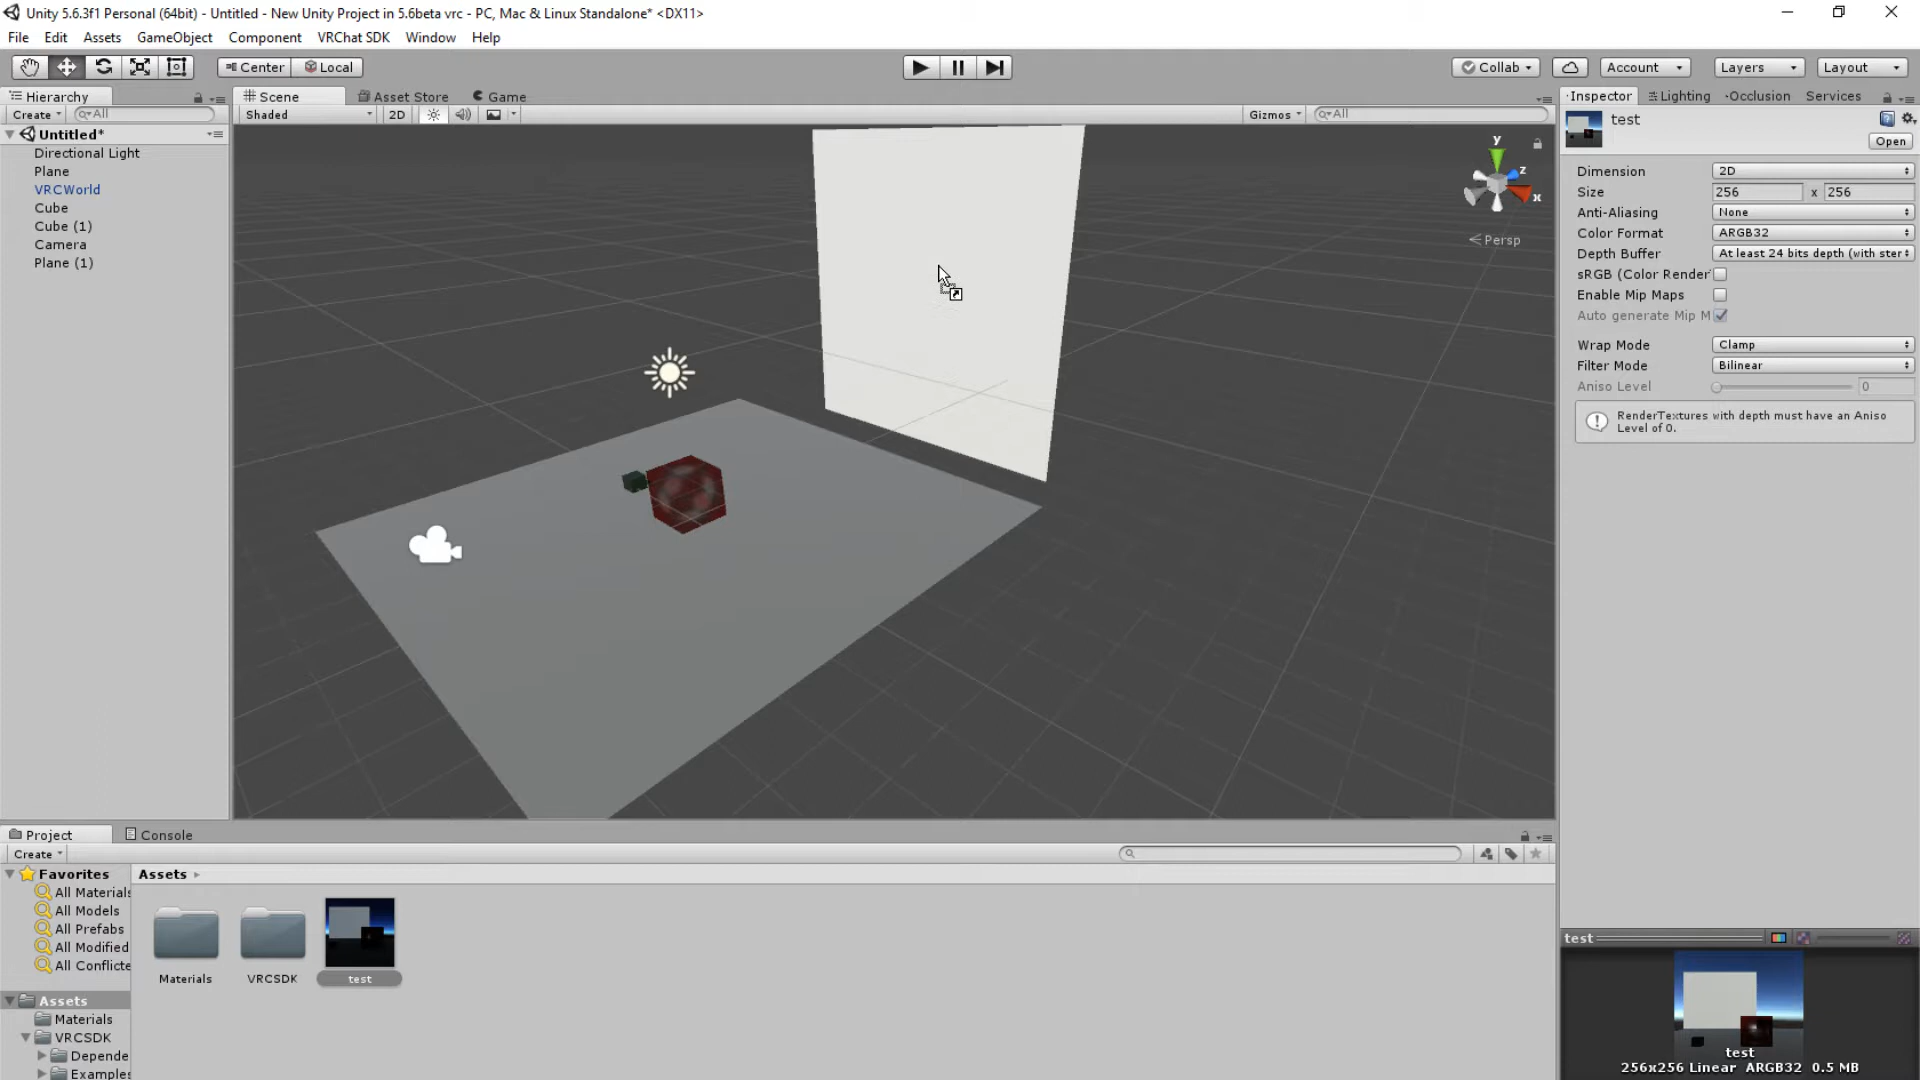 Unity 5.6.3f1 Personal (64bit) - Untitled - New Unity Project in 5.6beta vrc - PC, Mac & Linux Standalone* <DX11>
File Edit Assets GameObject Component VRChat SDK Window Help
Center Local Collab Account Layers Layout
Hierarchy
Create All
Untitled*
Directional Light
Plane
VRCWorld
Cube
Cube (1)
Camera
Plane (1)
Scene Asset Store Game
Shaded 2D Gizmos All
y
z
x
Persp
Inspector Lighting Occlusion Services
test
Open
Dimension 2D
Size 256 x 256
Anti-Aliasing None
Color Format ARGB32
Depth Buffer At least 24 bits depth (with ster
sRGB (Color Render
Enable Mip Maps
Auto generate Mip M
Wrap Mode Clamp
Filter Mode Bilinear
Aniso Level 0
RenderTextures with depth must have an Aniso
Level of 0.
Project Console
Create
Favorites
All Materials
All Models
All Prefabs
All Modified
All Conflicte
Assets
Materials
VRCSDK
Depende
Examples
Assets
Materials VRCSDK test
test
test
256x256 Linear ARGB32 0.5 MB